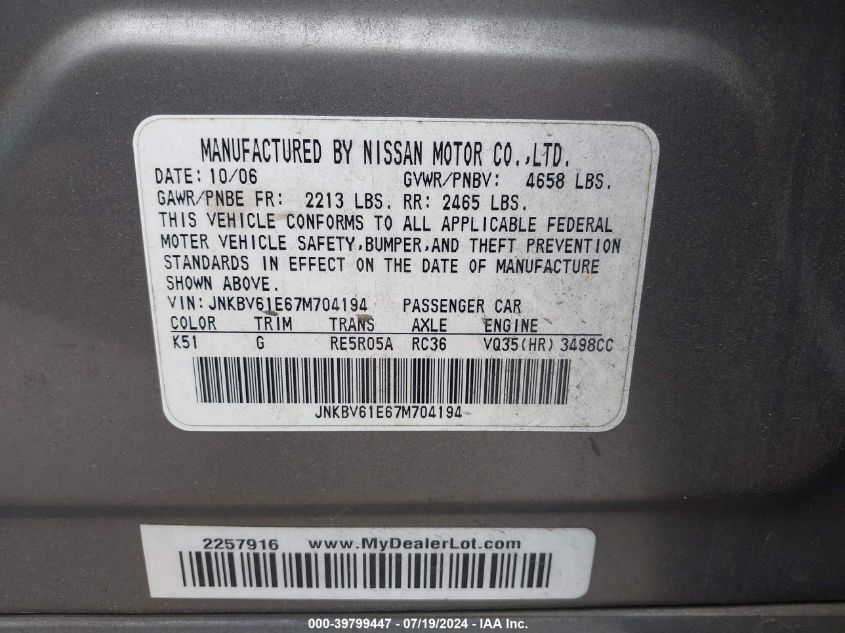 MANUFACTURED BY NISSAN MOTOR CO.,LTD.
DATE: 10/06 GVWR/PNBV: 4658 LBS.
GAWR/PNBE FR: 2213 LBS. RR: 2465 LBS.
THIS VEHICLE CONFORMS TO ALL APPLICABLE FEDERAL
MOTER VEHICLE SAFETY,BUMPER,AND THEFT PREVENTION
STANDARDS IN EFFECT ON THE DATE OF MANUFACTURE
SHOWN ABOVE.
VIN: JNKBV61E67M704194 PASSENGER CAR
COLOR TRIM TRANS AXLE ENGINE
K51 G RE5R05A RC36 VQ35(HR) 3498CC
JNKBV61E67M704194
2257916 www.MyDealerLot.com
000-39799447 / 07/19/2024 - IAA Inc.